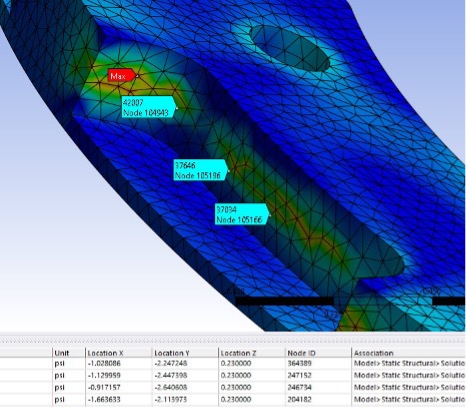 Max
42007
Node 104943
37646
Node 105196
37034
Node 105166
Unit Location X Location Y Location Z Node ID Association
psi -1.028086 -2.247248 0.230000 364389 Model> Static Structural> Solutio
psi -1.129959 -2.447398 0.230000 247152 Model> Static Structural> Solutio
psi -0.917157 -2.640608 0.230000 246734 Model> Static Structural> Solutio
psi -1.663633 -2.113973 0.230000 204182 Model> Static Structural> Solutio